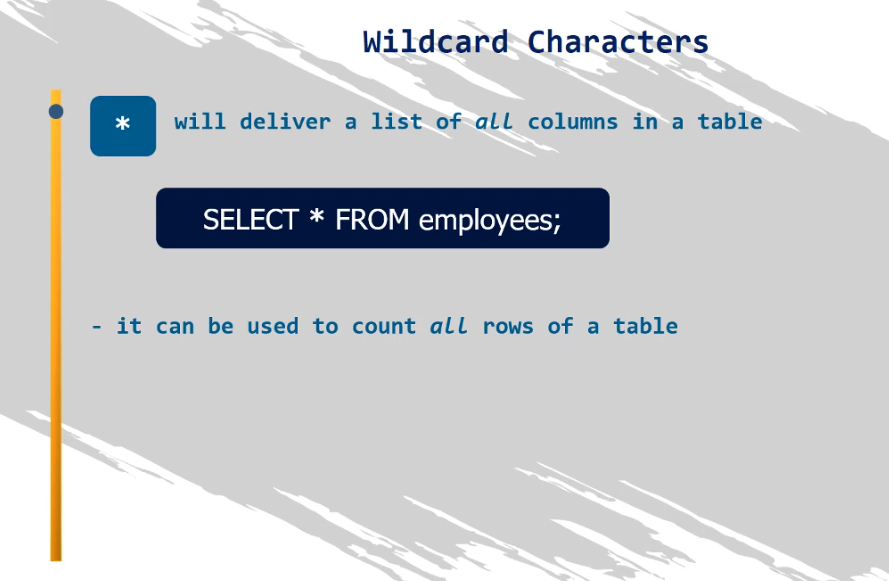 Wildcard Characters
* will deliver a list of all columns in a table
SELECT * FROM employees;
- it can be used to count all rows of a table